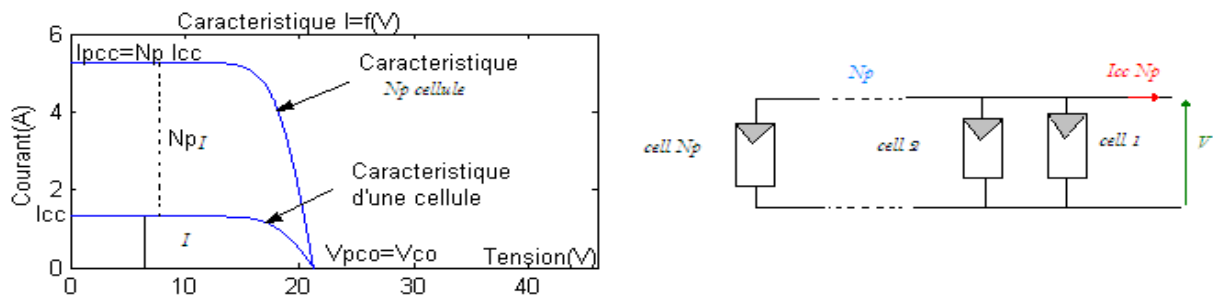 Caracteristique I=f(V)
Courant(A)
6
4
2
0
Ipcc=Np Icc
Caracteristique
Np cellule
NpI
Caracteristique
d'une cellule
Icc
I
Vpco=Vco
Tension(V)
0
10
20
30
40
Np
Icc Np
cell Np
cell 2
cell 1
V